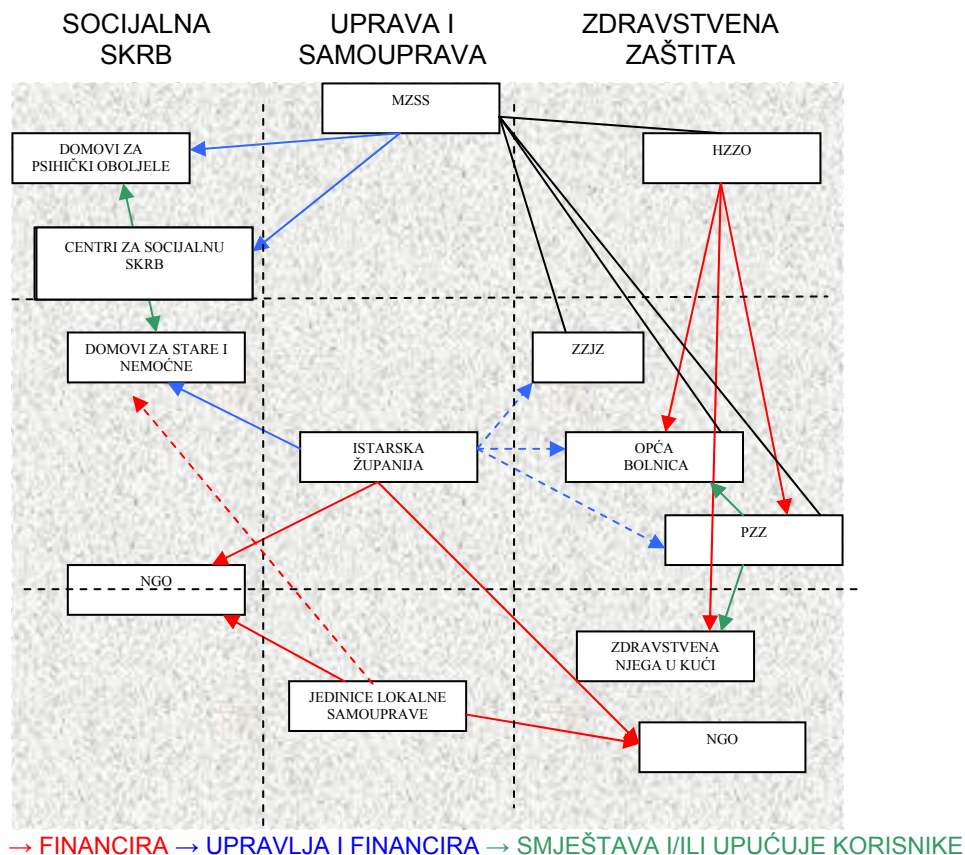 SOCIJALNA
SKRB
UPRAVA I
SAMOUPRAVA
ZDRAVSTVENA
ZAŠTITA
MZSS
DOMOVI ZA
PSIHIČKI OBOLJELE
HZZO
CENTRI ZA SOCIJALNU
SKRB
DOMOVI ZA STARE I
NEMOĆNE
ZZJZ
ISTARSKA
ŽUPANIJA
OPĆA
BOLNICA
PZZ
NGO
ZDRAVSTVENA
NJEGA U KUĆI
JEDINICE LOKALNE
SAMOUPRAVE
NGO
→ FINANCIRA → UPRAVLJA I FINANCIRA → SMJEŠTAVA I/ILI UPUĆUJE KORISNIKE